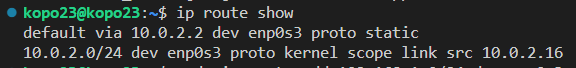 kopo23@kopo23:~$ ip route show
default via 10.0.2.2 dev enp0s3 proto static
10.0.2.0/24 dev enp0s3 proto kernel scope link src 10.0.2.16